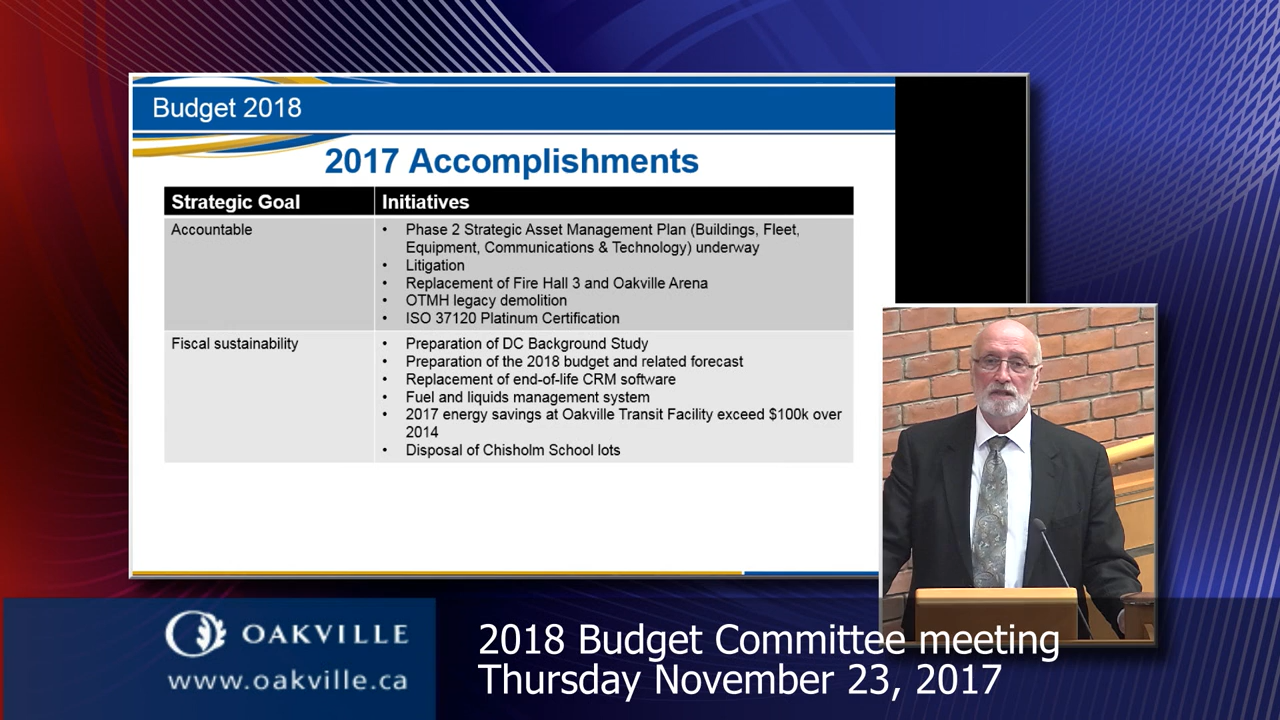 Budget 2018
2017 Accomplishments
Strategic Goal
Initiatives
Accountable
• Phase 2 Strategic Asset Management Plan (Buildings, Fleet,
Equipment, Communications & Technology) underway
• Litigation
• Replacement of Fire Hall 3 and Oakville Arena
• OTMH legacy demolition
• ISO 37120 Platinum Certification
Fiscal sustainability
• Preparation of DC Background Study
• Preparation of the 2018 budget and related forecast
• Replacement of end-of-life CRM software
• Fuel and liquids management system
• 2017 energy savings at Oakville Transit Facility exceed $100k over
2014
• Disposal of Chisholm School lots
OAKVILLE
www.oakville.ca
2018 Budget Committee meeting
Thursday November 23, 2017